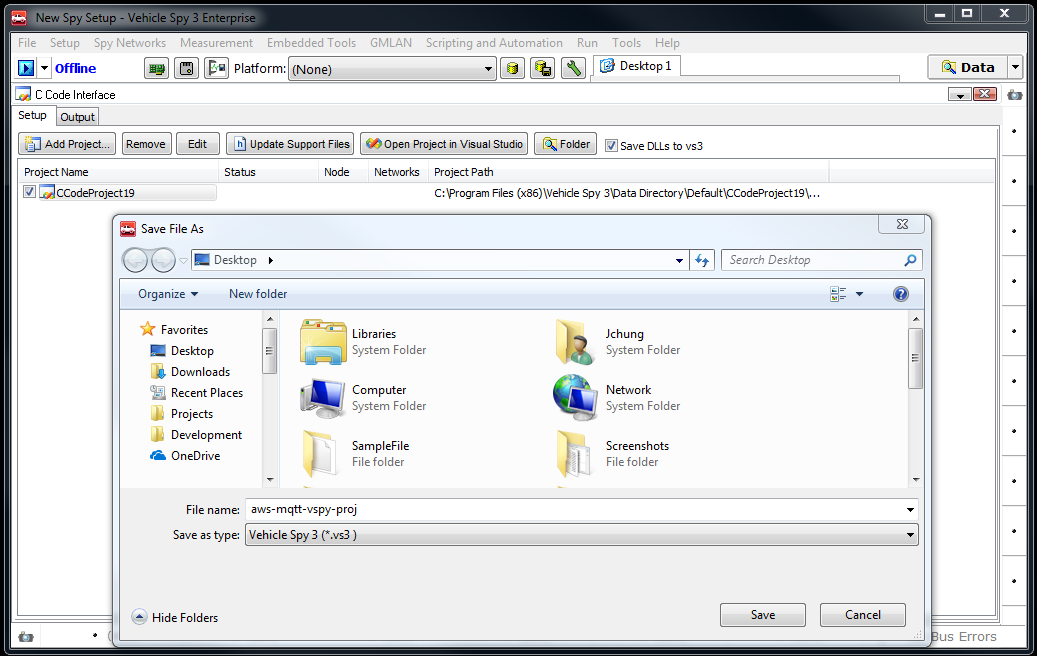 New Spy Setup - Vehicle Spy 3 Enterprise
File Setup Spy Networks Measurement Embedded Tools GMLAN Scripting and Automation Run Tools Help
Offline Platform: (None) Desktop 1 Data
C Code Interface
Setup Output
Add Project... Remove Edit Update Support Files Open Project in Visual Studio Folder Save DLLs to vs3
Project Name Status Node Networks Project Path
CCodeProject19 C:\Program Files (x86)\Vehicle Spy 3\Data Directory\Default\CCodeProject19\...
Save File As
Desktop Search Desktop
Organize New folder
Favorites
Desktop
Downloads
Recent Places
Projects
Development
OneDrive
Libraries
System Folder
Jchung
System Folder
Computer
System Folder
Network
System Folder
SampleFile
File folder
Screenshots
File folder
File name: aws-mqtt-vspy-proj
Save as type: Vehicle Spy 3 (*.vs3 )
Hide Folders Save Cancel
Bus Errors